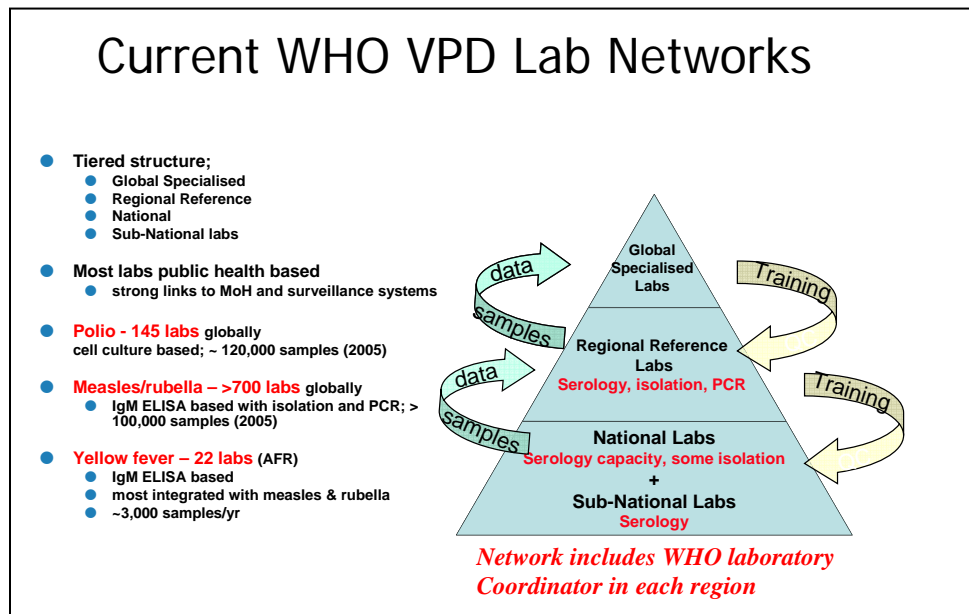 Current WHO VPD Lab Networks
Tiered structure;
Global Specialised
Regional Reference
National
Sub-National labs
Most labs public health based
strong links to MoH and surveillance systems
Polio - 145 labs globally
cell culture based; ~ 120,000 samples (2005)
Measles/rubella – >700 labs globally
IgM ELISA based with isolation and PCR; >
100,000 samples (2005)
Yellow fever – 22 labs (AFR)
IgM ELISA based
most integrated with measles & rubella
~3,000 samples/yr
data
samples
Global
Specialised
Labs
Training
Regional Reference
Labs
Serology, isolation, PCR
data
samples
Training
National Labs
Serology capacity, some isolation
+
Sub-National Labs
Serology
Network includes WHO laboratory
Coordinator in each region